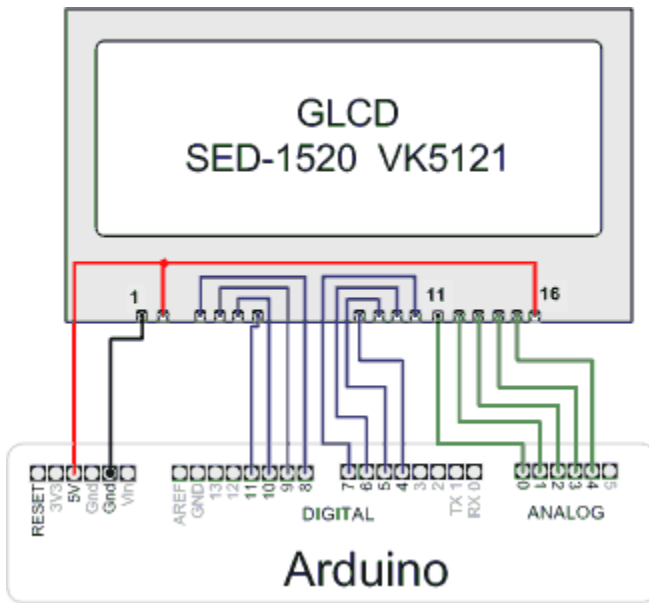 GLCD
SED-1520 VK5121
1
11
16
RESET
3V3
5V
Gnd
Gnd
Vin
AREF
GND
13
12
11
10
9
8
7
6
5
4
3
2
TX 1
RX 0
0
1
2
3
4
5
DIGITAL
ANALOG
Arduino